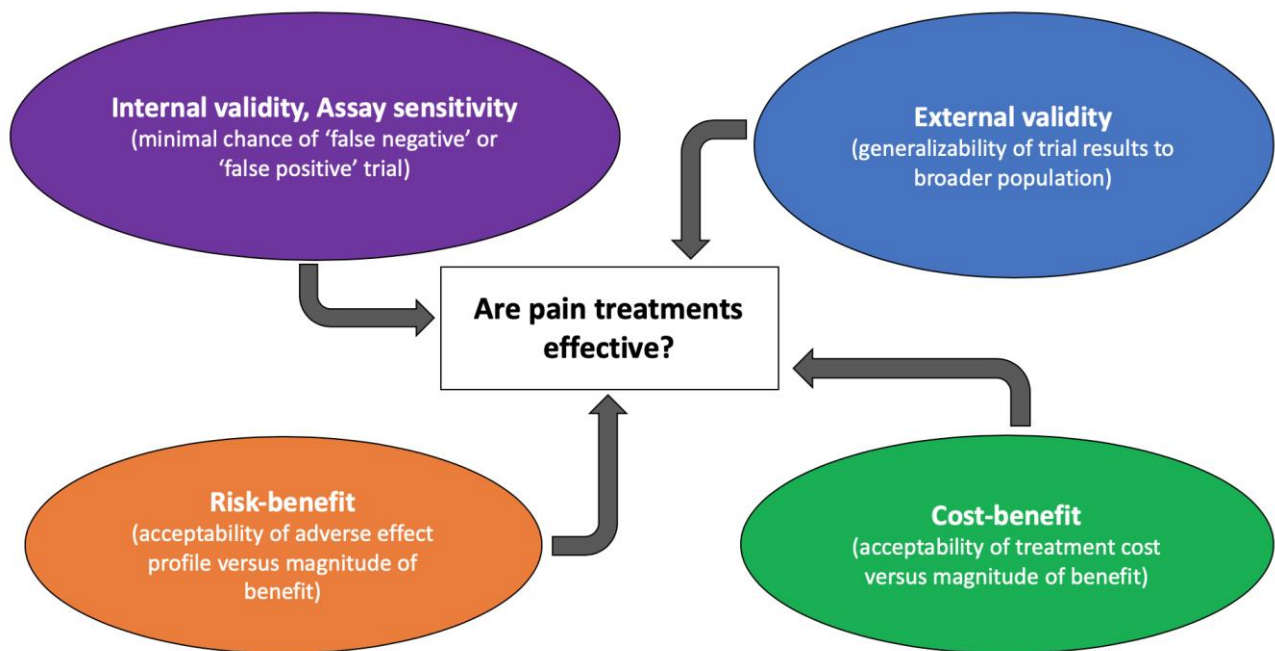 Internal validity, Assay sensitivity
(minimal chance of ‘false negative’ or
‘false positive’ trial)
External validity
(generalizability of trial results to
broader population)
Are pain treatments
effective?
Risk-benefit
(acceptability of adverse effect
profile versus magnitude of
benefit)
Cost-benefit
(acceptability of treatment cost
versus magnitude of benefit)